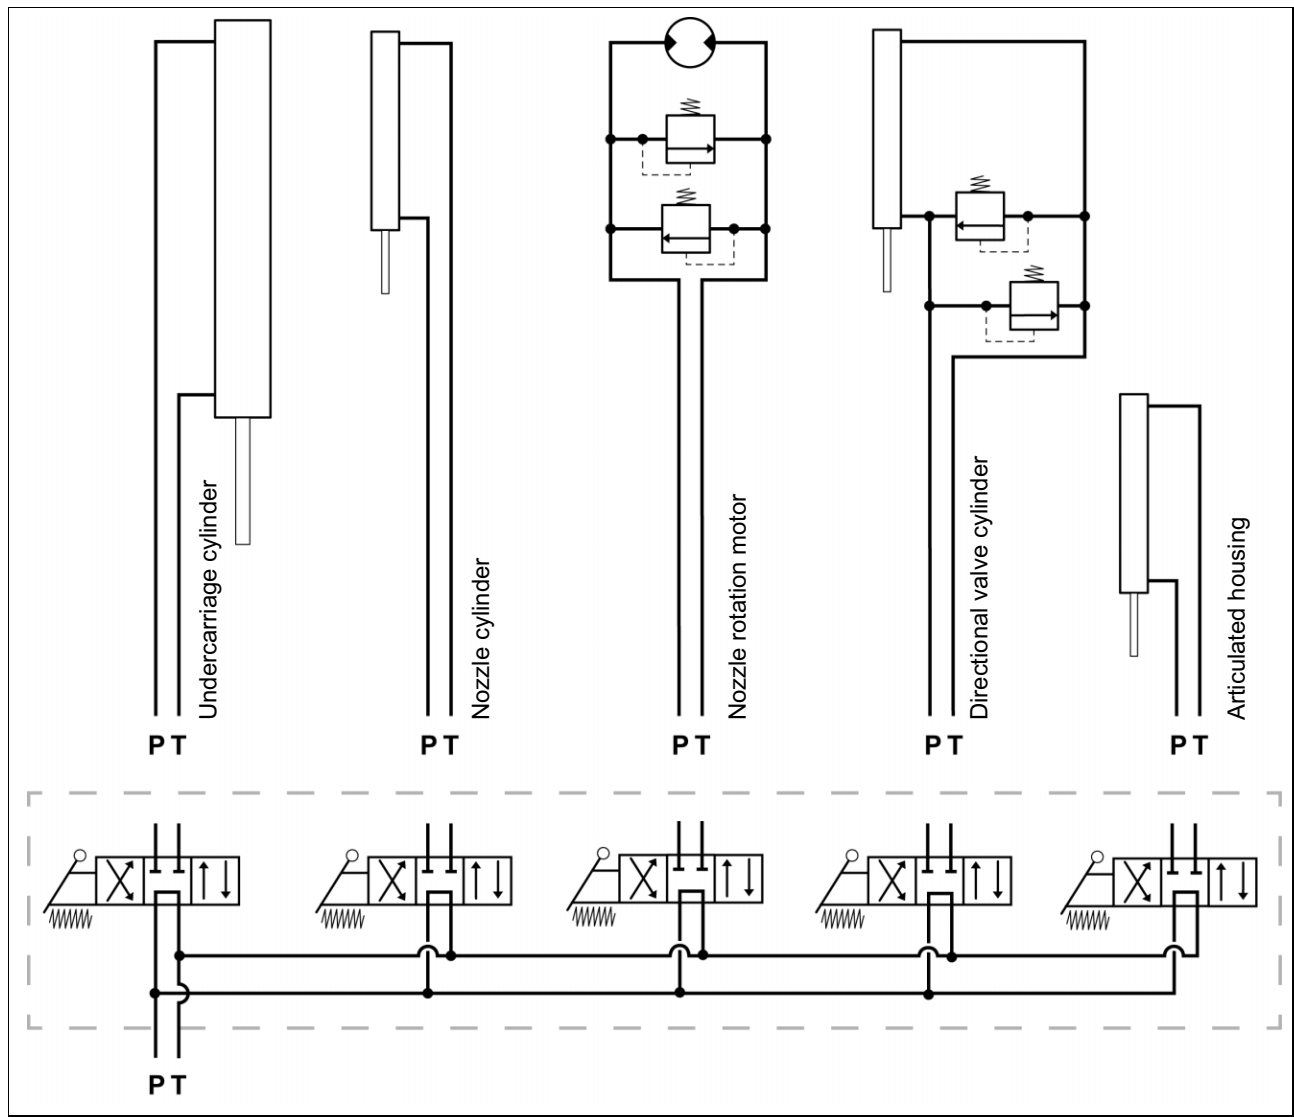 Undercarriage cylinder
Nozzle cylinder
Nozzle rotation motor
Directional valve cylinder
Articulated housing
P T
P T
P T
P T
P T
P T